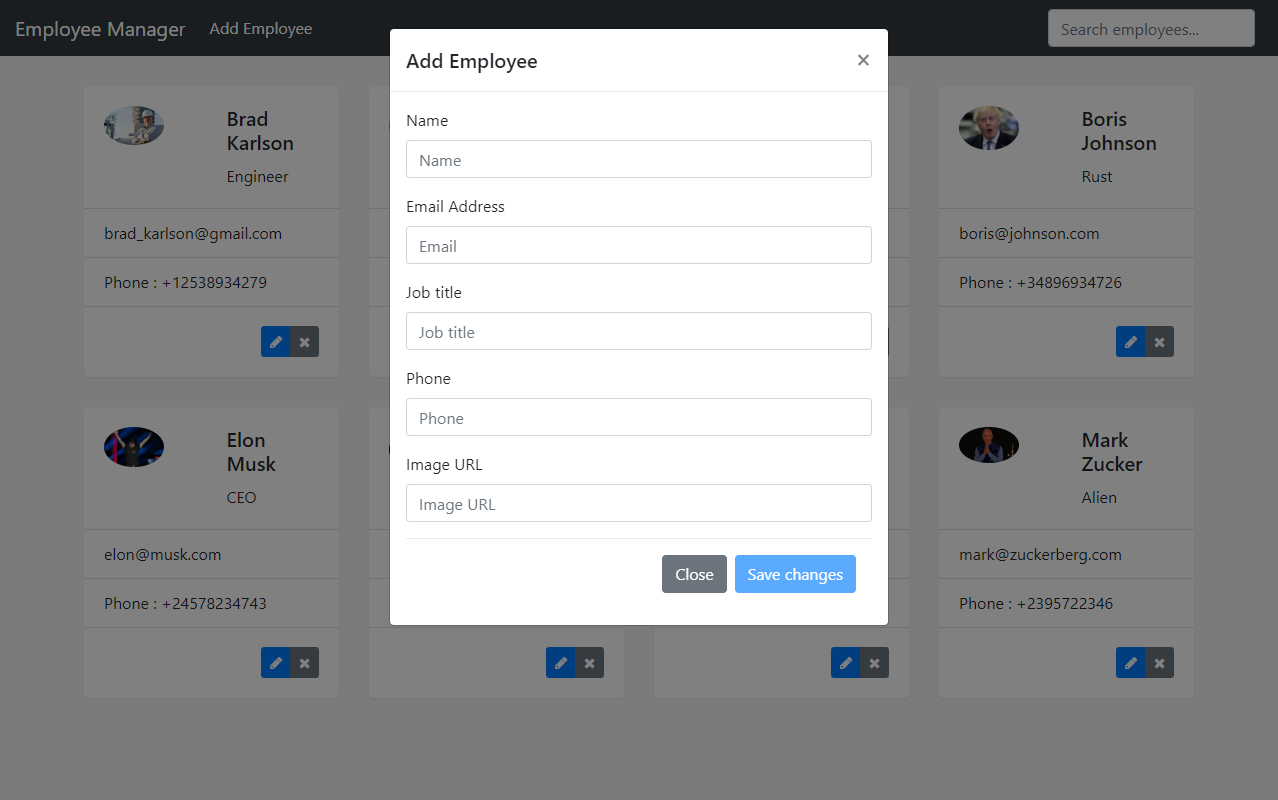 Employee Manager
Add Employee
Search employees...
Add Employee
×
Name
Name
Email Address
Email
Job title
Job title
Phone
Phone
Image URL
Image URL
Close
Save changes
Brad
Karlson
Engineer
brad_karlson@gmail.com
Phone : +12538934279
Boris
Johnson
Rust
boris@johnson.com
Phone : +34896934726
Elon
Musk
CEO
elon@musk.com
Phone : +24578234743
Mark
Zucker
Alien
mark@zuckerberg.com
Phone : +2395722346